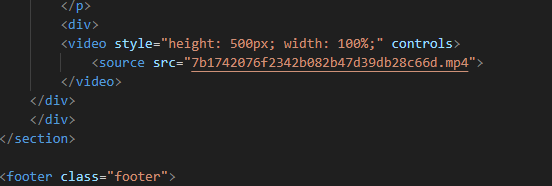 </p>
<div>
<video style="height: 500px; width: 100%;" controls>
<source src="7b1742076f2342b082b47d39db28c66d.mp4">
</video>
</div>
</div>
</section>
<footer class="footer">